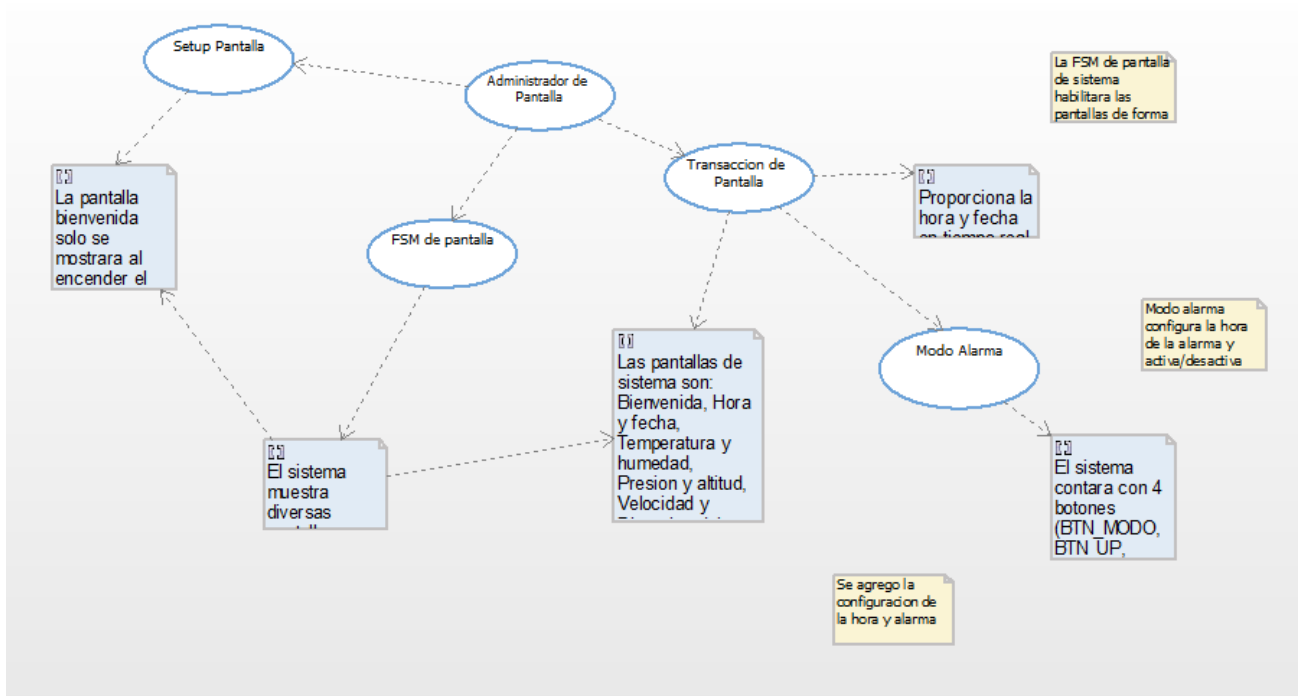 Setup Pantalla
Administrador de
Pantalla
La FSM de pantalla
de sistema
habilitara las
pantallas de forma
Transaccion de
Pantalla
La pantalla
bienvenida
solo se
mostrara al
encender el
Proporciona la
hora y fecha
en tiempo real
FSM de pantalla
Modo alarma
configura la hora
de la alarma y
activa/desactiva
Modo Alarma
Las pantallas de
sistema son:
Bienvenida, Hora
y fecha,
Temperatura y
humedad,
Presion y altitud,
Velocidad y
El sistema
muestra
diversas
El sistema
contara con 4
botones
(BTN_MODO,
BTN_UP,
Se agrego la
configuracion de
la hora y alarma